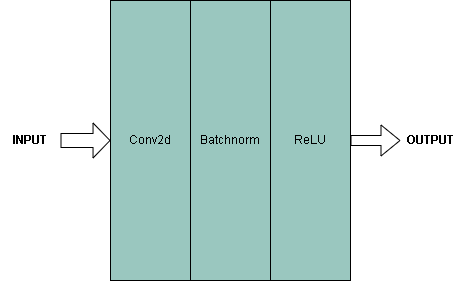 INPUT
Conv2d
Batchnorm
ReLU
OUTPUT